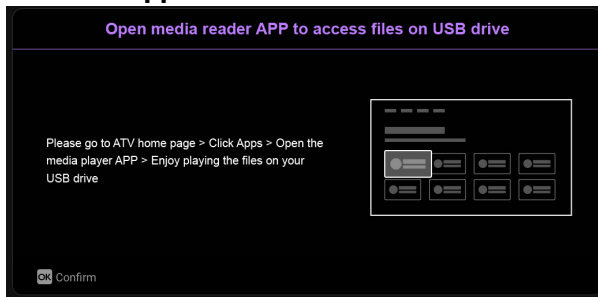 Open media reader APP to access files on USB drive
Please go to ATV home page > Click Apps > Open the
media player APP > Enjoy playing the files on your
USB drive
OK Confirm